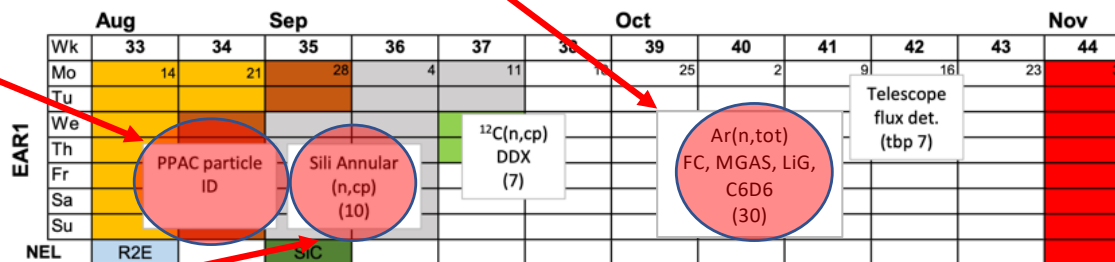 Aug Sep Oct Nov
Wk 33 34 35 36 37 38 39 40 41 42 43 44
Mo 14 21 28 4 11 18 25 2 9 16 23
Tu
We
Th
Fr
Sa
Su
EAR1
PPAC particle
ID
Sili Annular
(n,cp)
(10)
¹²C(n,cp)
DDX
(7)
Ar(n,tot)
FC, MGAS, LiG,
C6D6
(30)
Telescope
flux det.
(tbp 7)
NEL R2E SiC